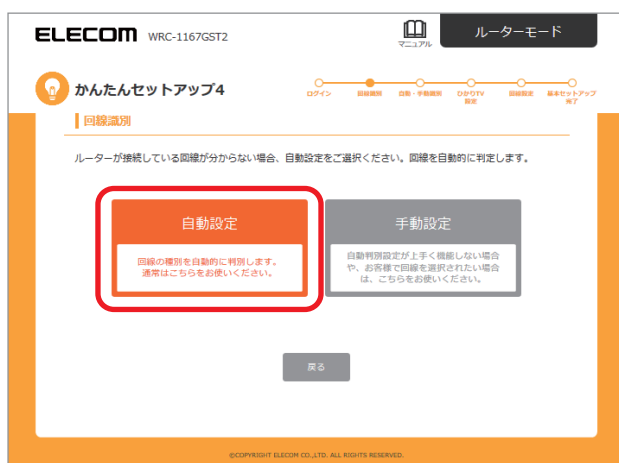 ELECOM WRC-1167GST2
マニュアル
ルーターモード
かんたんセットアップ4
ログイン
回線識別
自動・手動選択
ひかりTV
設定
回線設定
基本セットアップ
完了
回線識別
ルーターが接続している回線が分からない場合、自動設定をご選択ください。回線を自動的に判定します。
自動設定
回線の種別を自動的に判別します。
通常はこちらをお使いください。
手動設定
自動判別設定が上手く機能しない場合
や、お客様で回線を選択されたい場合
は、こちらをお使いください。
戻る
©COPYRIGHT ELECOM CO.,LTD. ALL RIGHTS RESERVED.